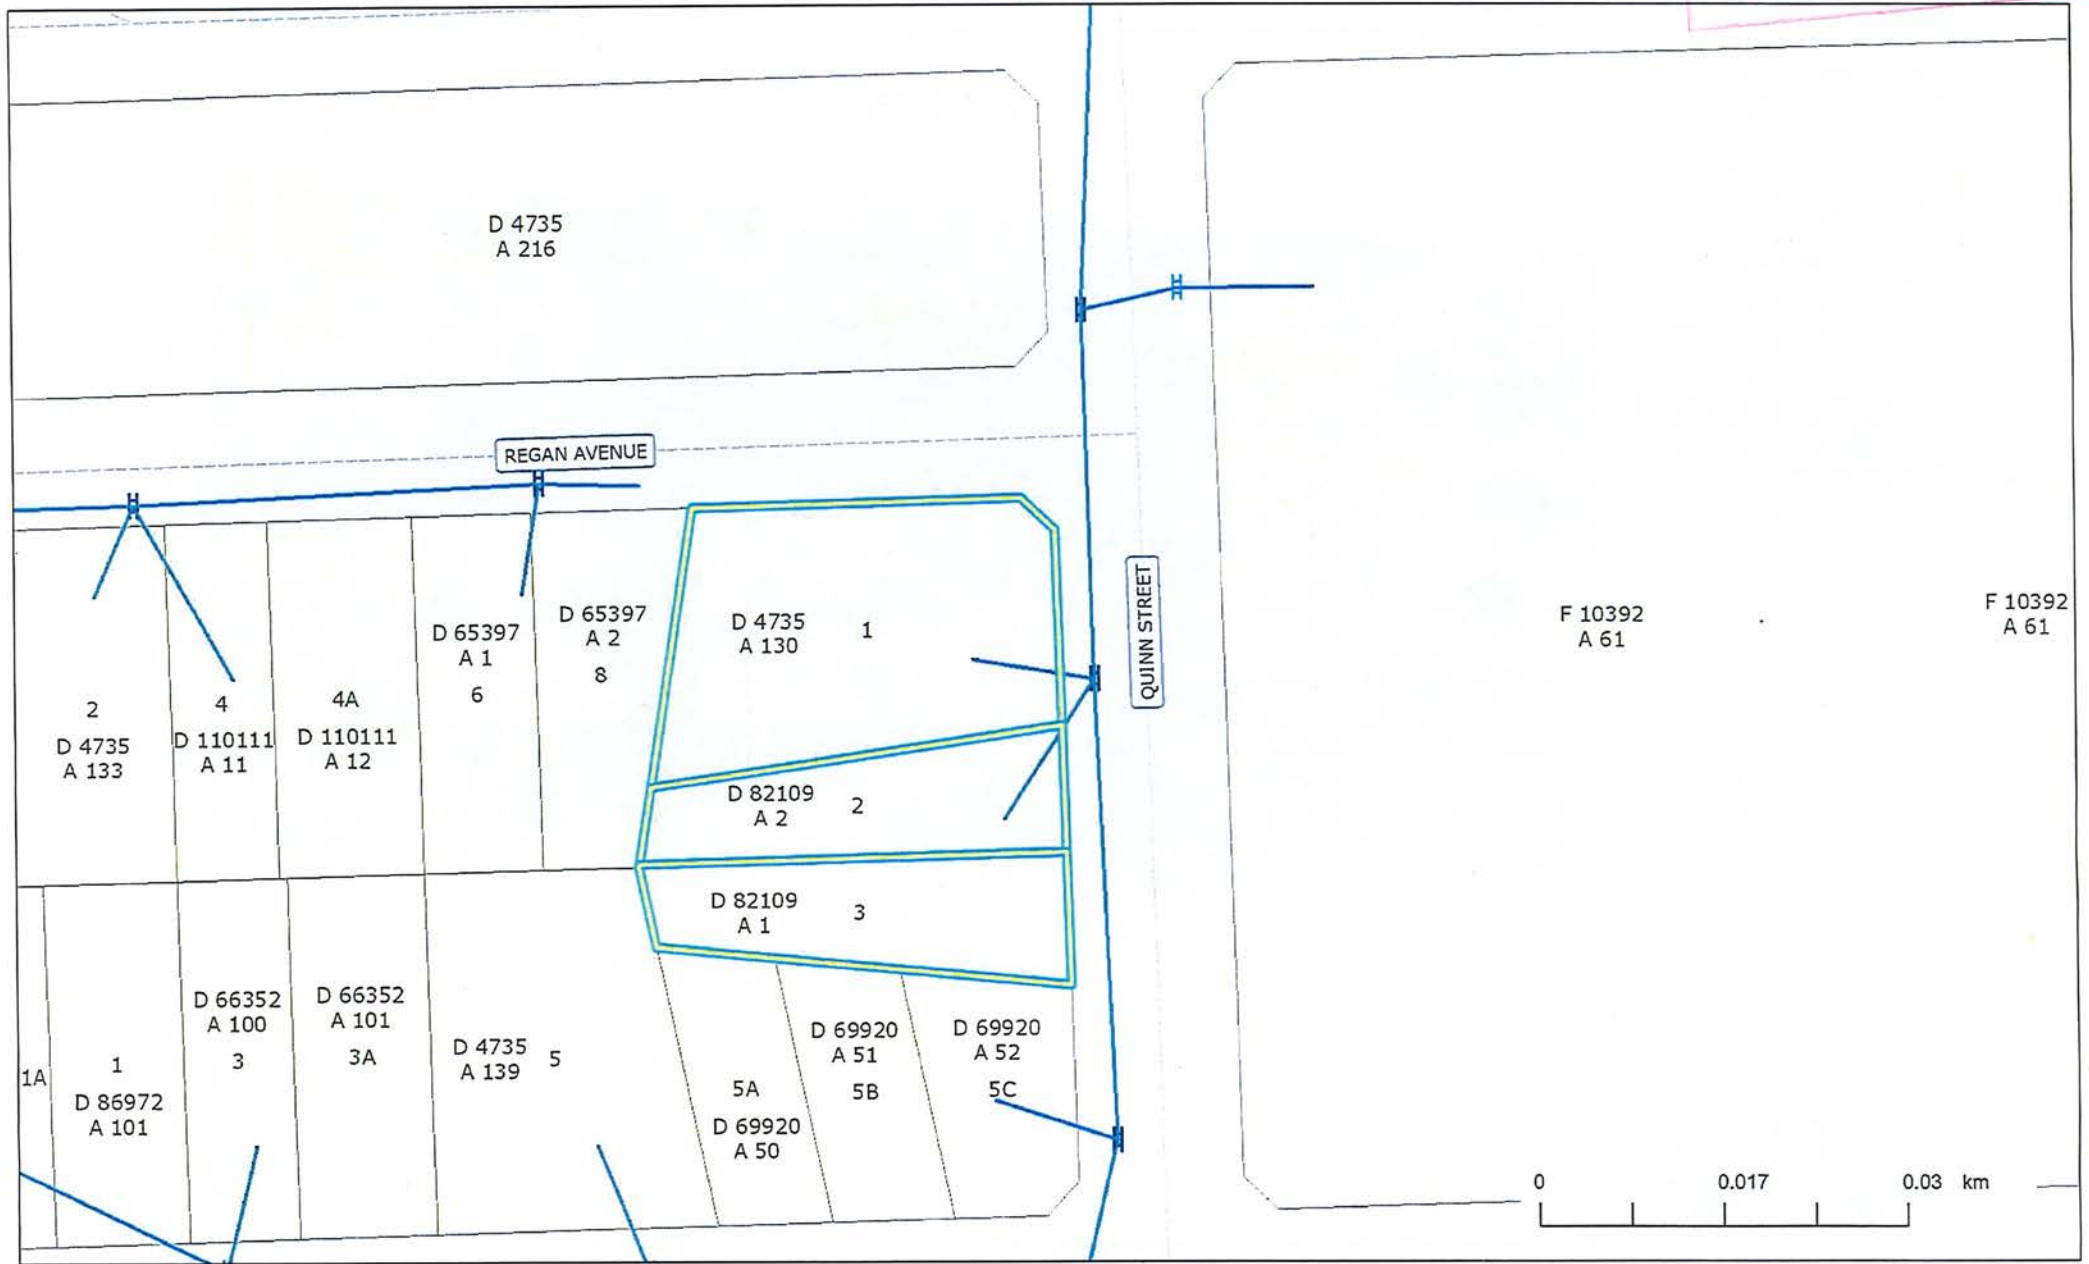 D 4735
A 216
REGAN AVENUE
QUINN STREET
D 4735
A 130
1
F 10392
A 61
F 10392
A 61
D 65397
A 1
6
D 65397
A 2
8
2
D 4735
A 133
4
D 110111
A 11
4A
D 110111
A 12
D 82109
A 2
2
D 82109
A 1
3
1A
1
D 86972
A 101
D 66352
A 100
3
D 66352
A 101
3A
D 4735
A 139
5
5A
D 69920
A 50
D 69920
A 51
5B
D 69920
A 52
5C
0 0.017 0.03 km